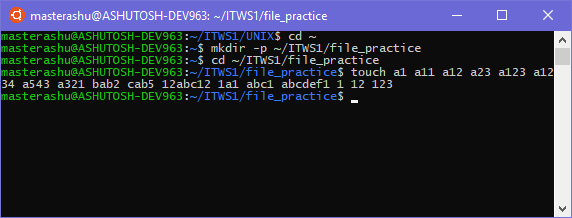 masterashu@ASHUTOSH-DEV963: ~/ITWS1/file_practice
masterashu@ASHUTOSH-DEV963:~/ITWS1/UNIX$ cd ~
masterashu@ASHUTOSH-DEV963:~$ mkdir -p ~/ITWS1/file_practice
masterashu@ASHUTOSH-DEV963:~$ cd ~/ITWS1/file_practice
masterashu@ASHUTOSH-DEV963:~/ITWS1/file_practice$ touch a1 a11 a12 a23 a123 a12
34 a543 a321 bab2 cab5 12abc12 1a1 abc1 abcdef1 1 12 123
masterashu@ASHUTOSH-DEV963:~/ITWS1/file_practice$